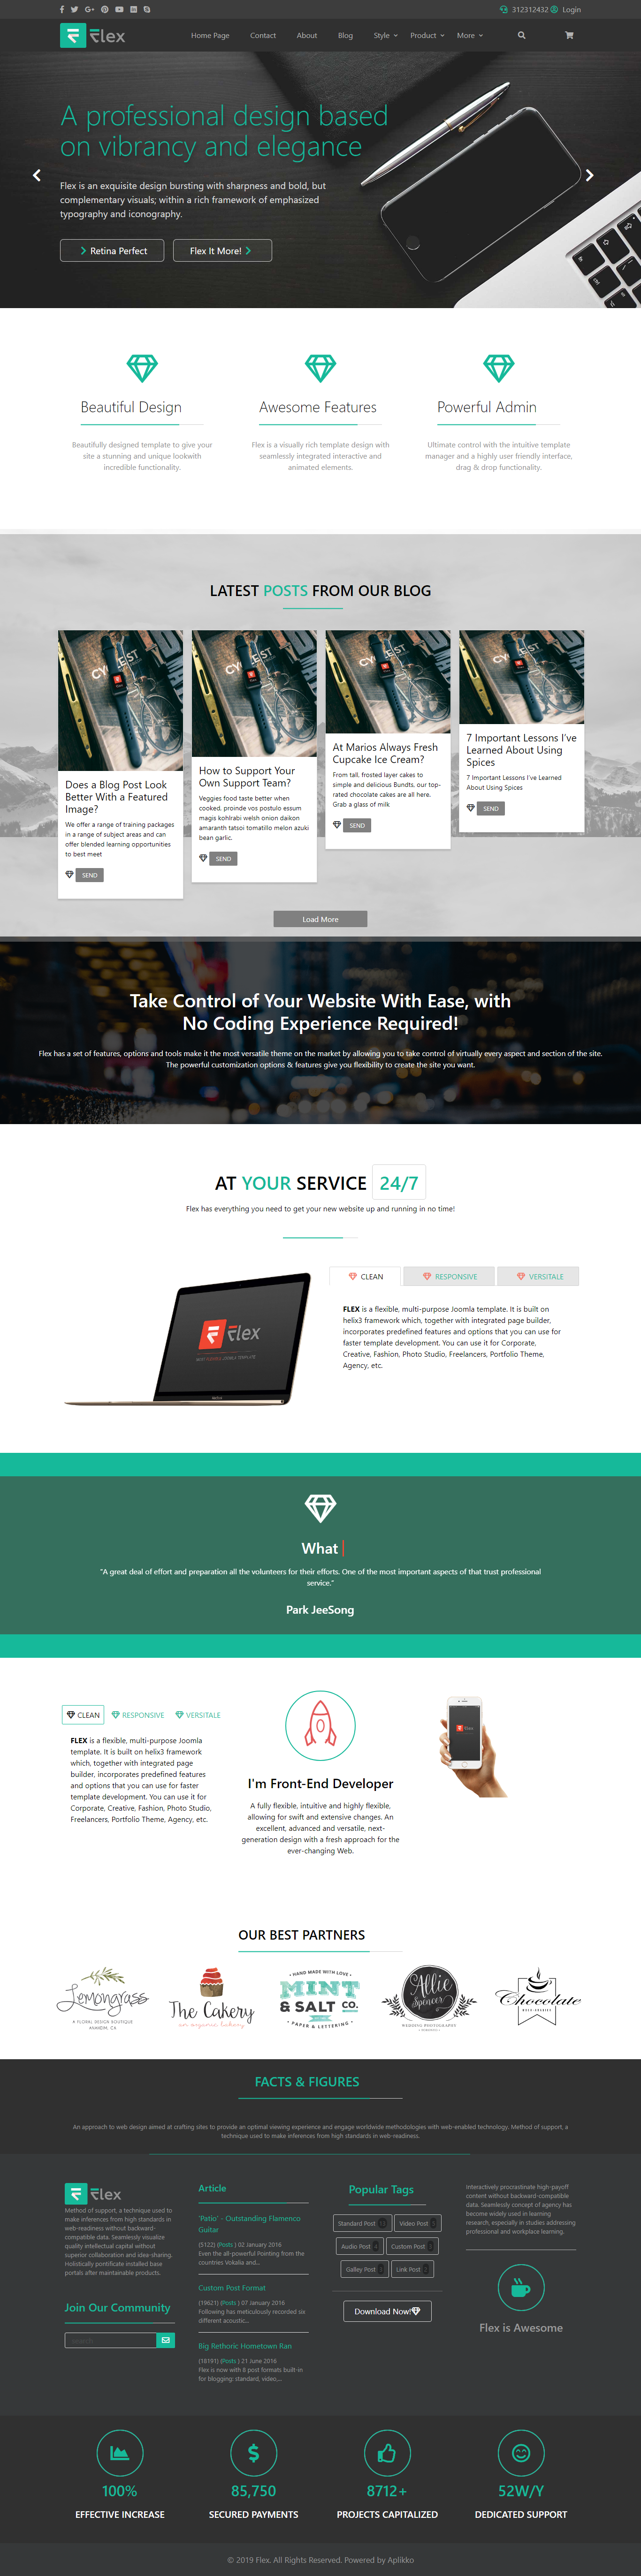 312312432 Login
Flex
Home Page Contact About Blog Style Product More
A professional design based
on vibrancy and elegance
Flex is an exquisite design bursting with sharpness and bold, but
complementary visuals; within a rich framework of emphasized
typography and iconography.
Retina Perfect Flex It More!
Beautiful Design
Beautifully designed template to give your
site a stunning and unique lookwith
incredible functionality.
Awesome Features
Flex is a visually rich template design with
seamlessly integrated interactive and
animated elements.
Powerful Admin
Ultimate control with the intuitive template
manager and a highly user friendly interface,
drag & drop functionality.
LATEST POSTS FROM OUR BLOG
Does a Blog Post Look
Better With a Featured
Image?
We offer a range of training packages
in a range of subject areas and can
offer blended learning opportunities
to best meet
SEND
How to Support Your
Own Support Team?
Veggies food taste better when
cooked. proinde vos postulo essum
magis kohlrabi welsh onion daikon
amaranth tatsoi tomatillo melon azuki
bean garlic.
SEND
At Marios Always Fresh
Cupcake Ice Cream?
From tall, frosted layer cakes to
simple and delicious Bundts, our top-
rated chocolate cakes are all here.
Grab a glass of milk
SEND
7 Important Lessons I've
Learned About Using
Spices
7 Important Lessons I've Learned
About Using Spices
SEND
Load More
Take Control of Your Website With Ease, with
No Coding Experience Required!
Flex has a set of features, options and tools make it the most versatile theme on the market by allowing you to take control of virtually every aspect and section of the site.
The powerful customization options & features give you flexibility to create the site you want.
AT YOUR SERVICE 24/7
Flex has everything you need to get your new website up and running in no time!
Flex
CLEAN RESPONSIVE VERSITALE
FLEX is a flexible, multi-purpose Joomla template. It is built on
helix3 framework which, together with integrated page builder,
incorporates predefined features and options that you can use for
faster template development. You can use it for Corporate,
Creative, Fashion, Photo Studio, Freelancers, Portfolio Theme,
Agency, etc.
What
"A great deal of effort and preparation all the volunteers for their efforts. One of the most important aspects of that trust professional
service."
Park JeeSong
CLEAN RESPONSIVE VERSITALE
FLEX is a flexible, multi-purpose Joomla
template. It is built on helix3 framework
which, together with integrated page
builder, incorporates predefined features
and options that you can use for faster
template development. You can use it for
Corporate, Creative, Fashion, Photo Studio,
Freelancers, Portfolio Theme, Agency, etc.
I'm Front-End Developer
A fully flexible, intuitive and highly flexible,
allowing for swift and extensive changes. An
excellent, advanced and versatile, next-
generation design with a fresh approach for the
ever-changing Web.
Flex
OUR BEST PARTNERS
Lemongrass
A FLORAL DESIGN BOUTIQUE
ANAHEIM, CA
The Cakery
an organic bakery
HAND MADE WITH LOVE
MINT
& SALT CO.
PAPER & LETTERING
Allie
Spencer
WEDDING PHOTOGRAPHY
Chocolate
FACTS & FIGURES
An approach to web design aimed at crafting sites to provide an optimal viewing experience and engage worldwide methodologies with web-enabled technology. Method of support, a
technique used to make inferences from high standards in web-readiness.
Flex
Method of support, a technique used to
make inferences from high standards in
web-readiness without backward-
compatible data. Seamlessly visualize
quality intellectual capital without
superior collaboration and idea-sharing.
Holistically pontificate installed base
portals after maintainable products.
Join Our Community
Article
'Patio' - Outstanding Flamenco
Guitar
(5122) (Posts ) 02 January 2016
Even the all-powerful Pointing from the
countries Vokalia and...
Custom Post Format
(19621) (Posts ) 07 January 2016
Following has meticulously recorded six
different acoustic...
Big Rethoric Hometown Ran
(18191) (Posts ) 21 June 2016
Flex is now with 8 post formats built-in
for blogging: standard, video,...
Popular Tags
Standard Post Video Post
Audio Post Custom Post
Galley Post Link Post
Download Now!
Interactively procrastinate high-payoff
content without backward-compatible
data. Seamlessly concept of agency has
become widely used in learning
research, especially in studies addressing
professional and workplace learning.
Flex is Awesome
100%
EFFECTIVE INCREASE
85,750
SECURED PAYMENTS
8712+
PROJECTS CAPITALIZED
52W/Y
DEDICATED SUPPORT
© 2019 Flex. All Rights Reserved. Powered by Aplikko